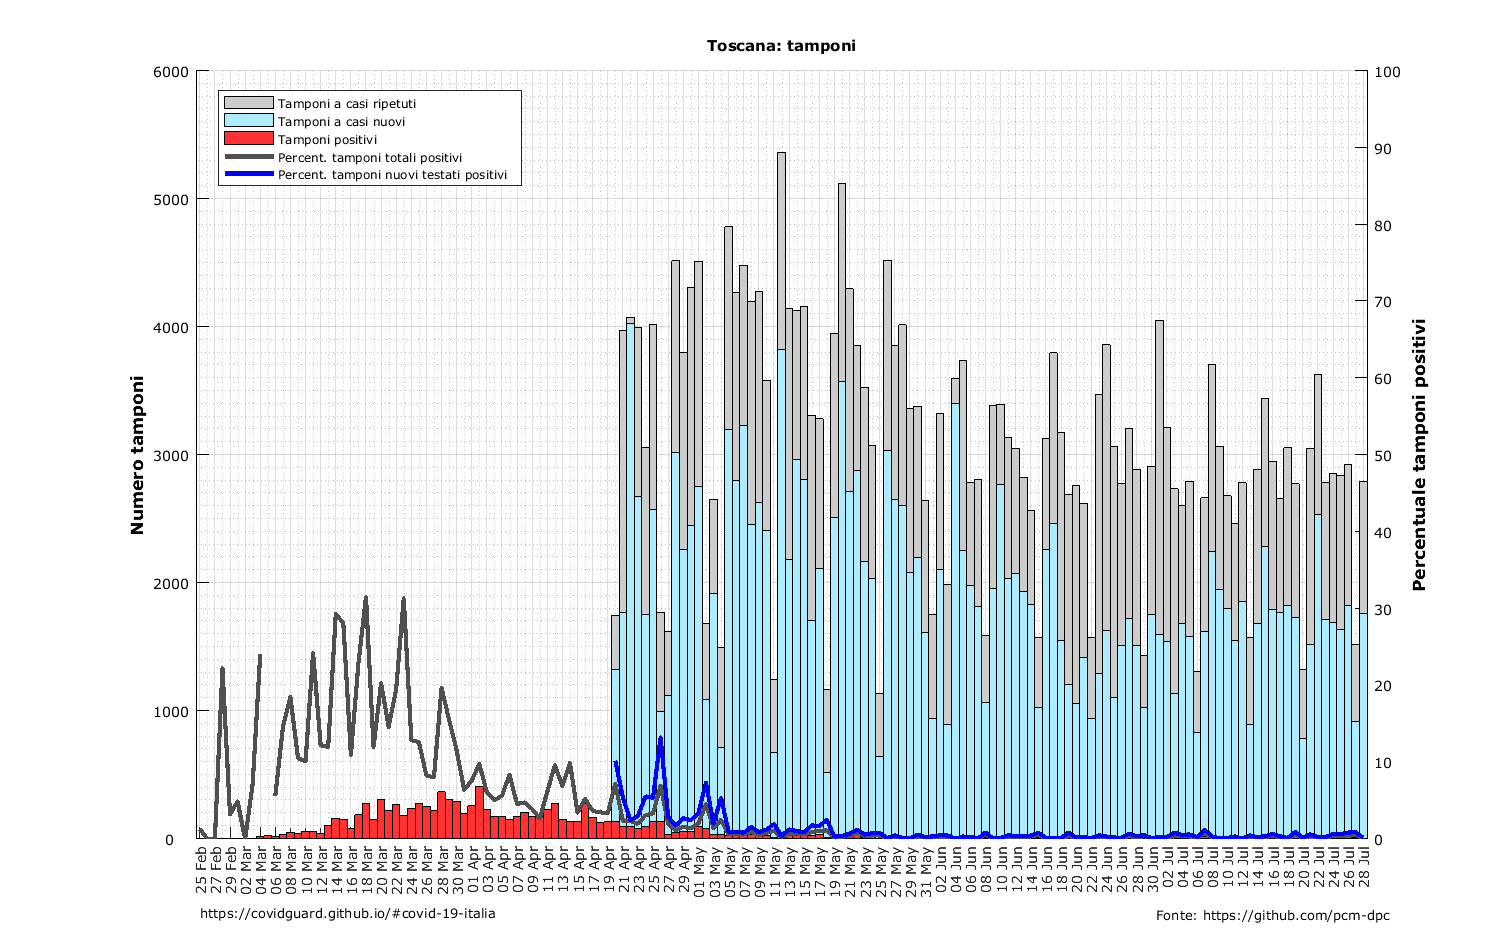 Toscana: tamponi
6000
5000
4000
3000
2000
1000
0
Numero tamponi
Tamponi a casi ripetuti
Tamponi a casi nuovi
Tamponi positivi
Percent. tamponi totali positivi
Percent. tamponi nuovi testati positivi
100
90
80
70
60
50
40
30
20
10
0
Percentuale tamponi positivi
25 Feb
27 Feb
29 Feb
02 Mar
04 Mar
06 Mar
08 Mar
10 Mar
12 Mar
14 Mar
16 Mar
18 Mar
20 Mar
22 Mar
24 Mar
26 Mar
28 Mar
30 Mar
01 Apr
03 Apr
05 Apr
07 Apr
09 Apr
11 Apr
13 Apr
15 Apr
17 Apr
19 Apr
21 Apr
23 Apr
25 Apr
27 Apr
29 Apr
01 May
03 May
05 May
07 May
09 May
11 May
13 May
15 May
17 May
19 May
21 May
23 May
25 May
27 May
29 May
31 May
02 Jun
04 Jun
06 Jun
08 Jun
10 Jun
12 Jun
14 Jun
16 Jun
18 Jun
20 Jun
22 Jun
24 Jun
26 Jun
28 Jun
30 Jun
02 Jul
04 Jul
06 Jul
08 Jul
10 Jul
12 Jul
14 Jul
16 Jul
18 Jul
20 Jul
22 Jul
24 Jul
26 Jul
28 Jul
https://covidguard.github.io/#covid-19-italia
Fonte: https://github.com/pcm-dpc